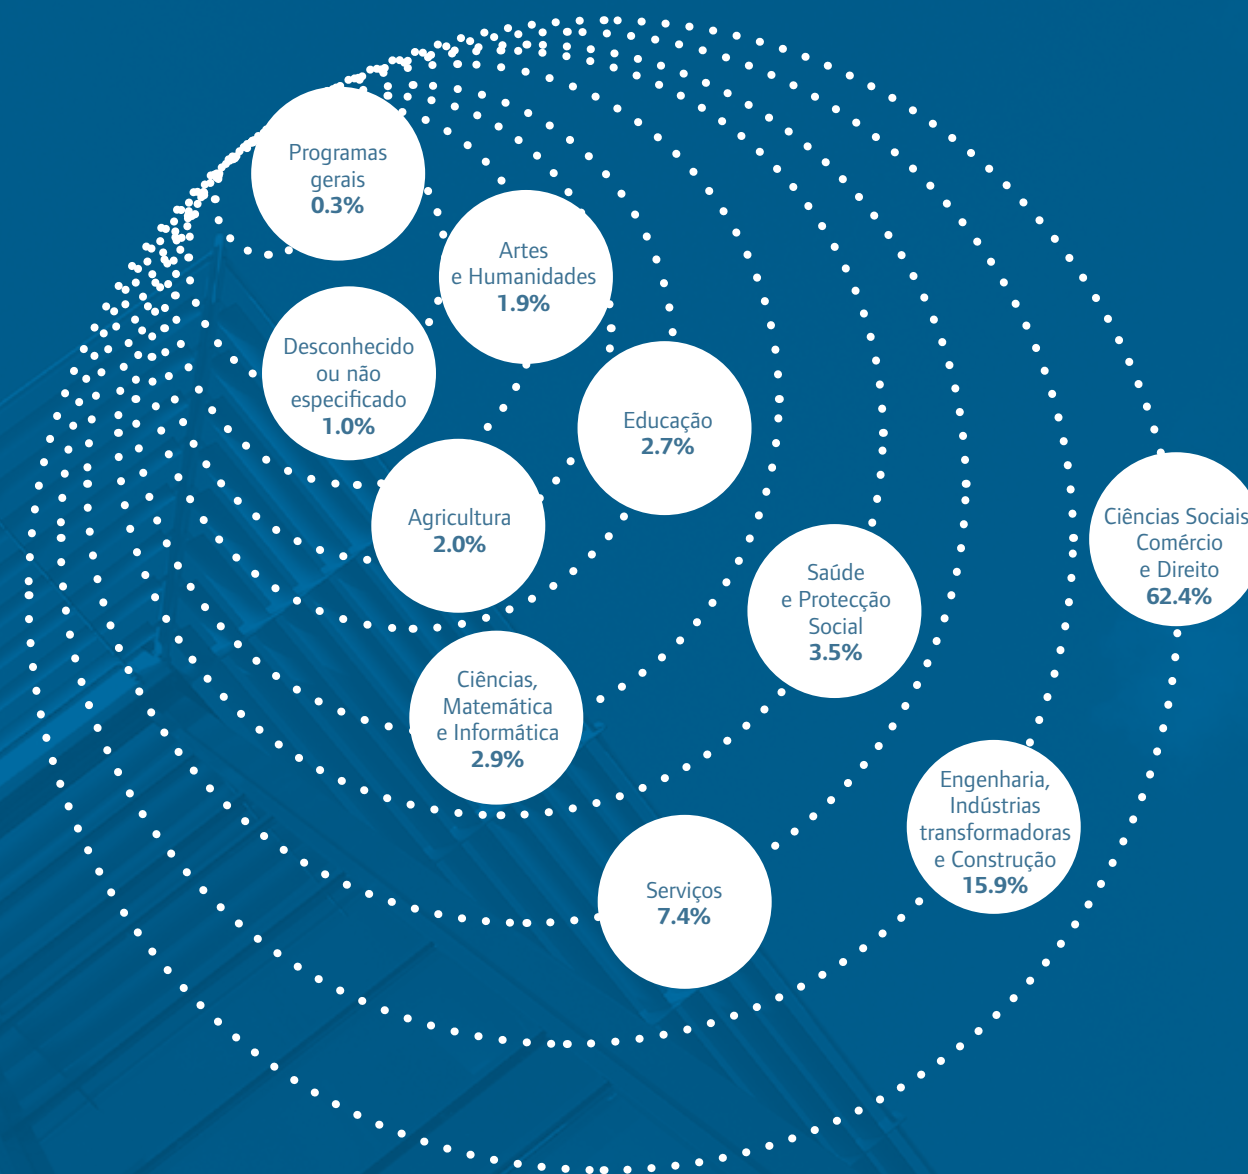 Programas
gerais
0.3%
Artes
e Humanidades
1.9%
Desconhecido
ou não
especificado
1.0%
Educação
2.7%
Agricultura
2.0%
Ciências Sociais
Comércio
e Direito
62.4%
Saúde
e Protecção
Social
3.5%
Ciências,
Matemática
e Informática
2.9%
Engenharia,
Indústrias
transformadoras
e Construção
15.9%
Serviços
7.4%